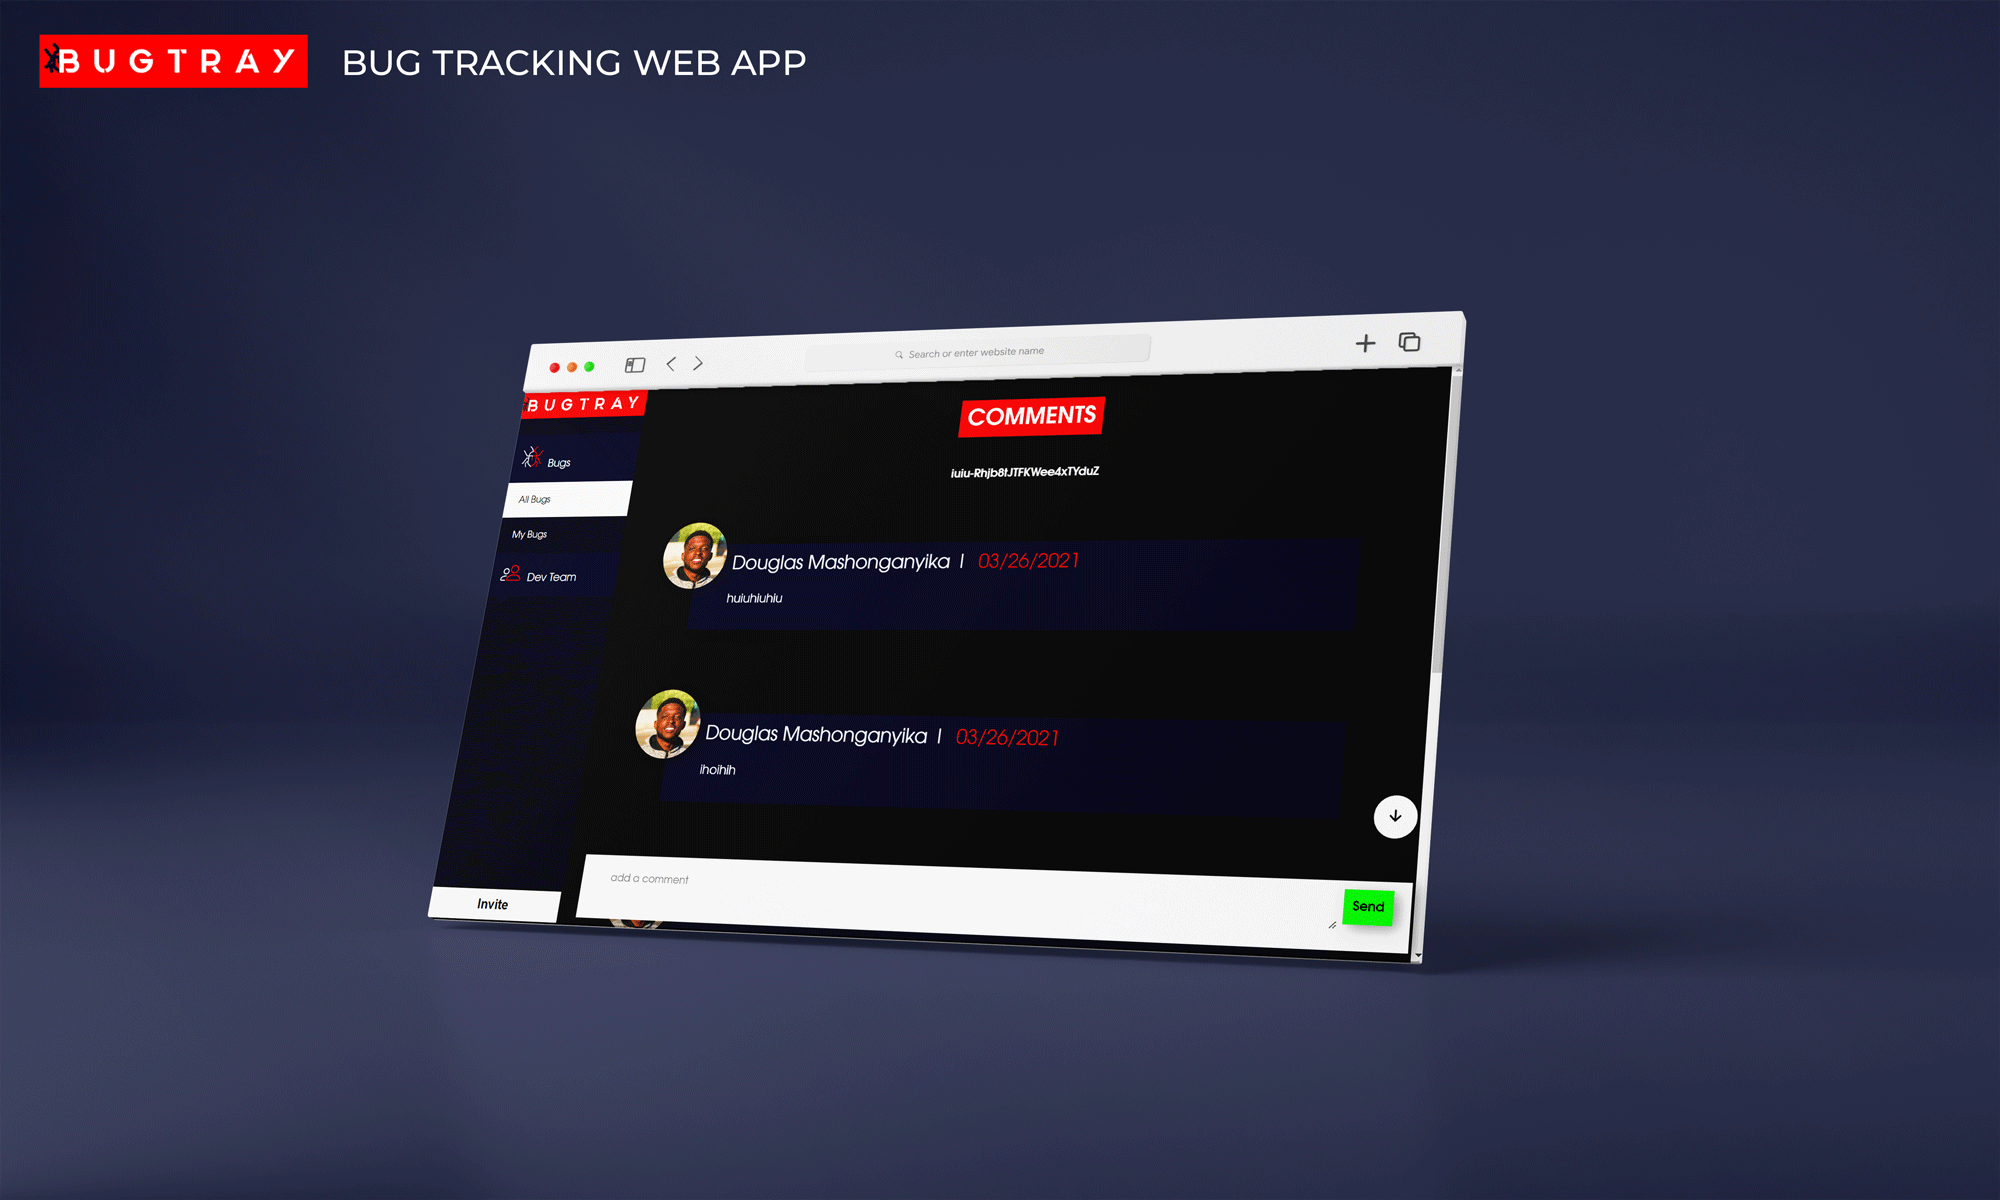 BUGTRAY
BUG TRACKING WEB APP
Search or enter website name
BUGTRAY
COMMENTS
iuiu-Rhjb8tJTFKWee4xTYduZ
Bugs
All Bugs
My Bugs
Dev Team
Douglas Mashonganyika | 03/26/2021
huiuhiuhiu
Douglas Mashonganyika | 03/26/2021
ihoihih
add a comment
Send
Invite